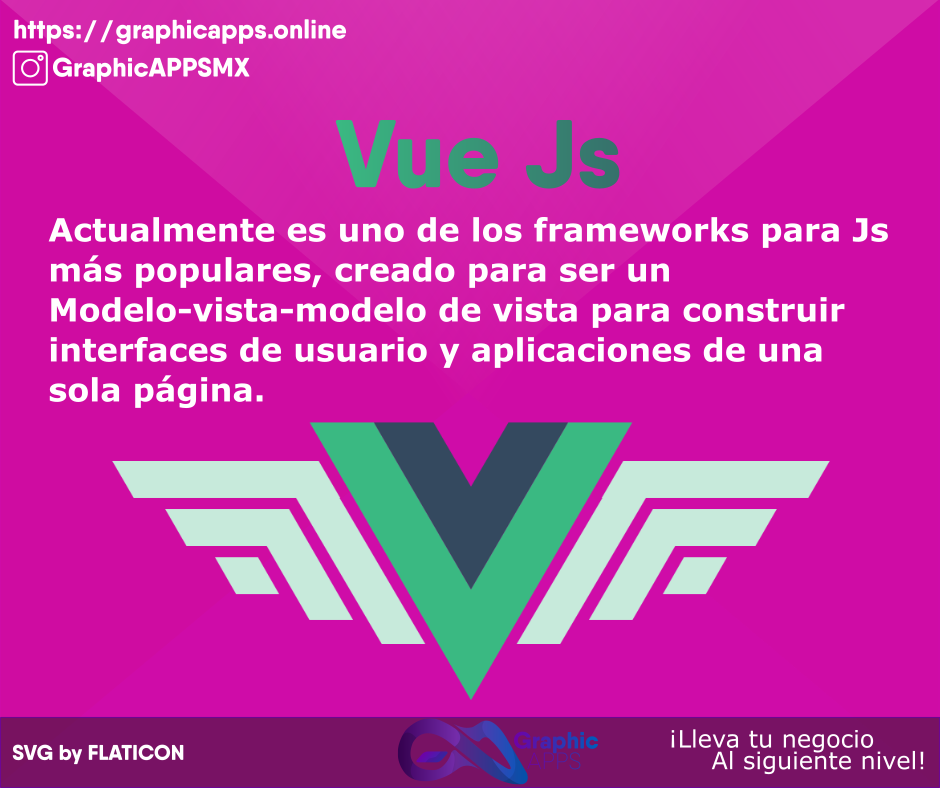 https://graphicapps.online
GraphicAPPSMX
Vue Js
Actualmente es uno de los frameworks para Js
más populares, creado para ser un
Modelo-vista-modelo de vista para construir
interfaces de usuario y aplicaciones de una
sola página.
SVG by FLATICON
Graphic
APPS
¡Lleva tu negocio
Al siguiente nivel!